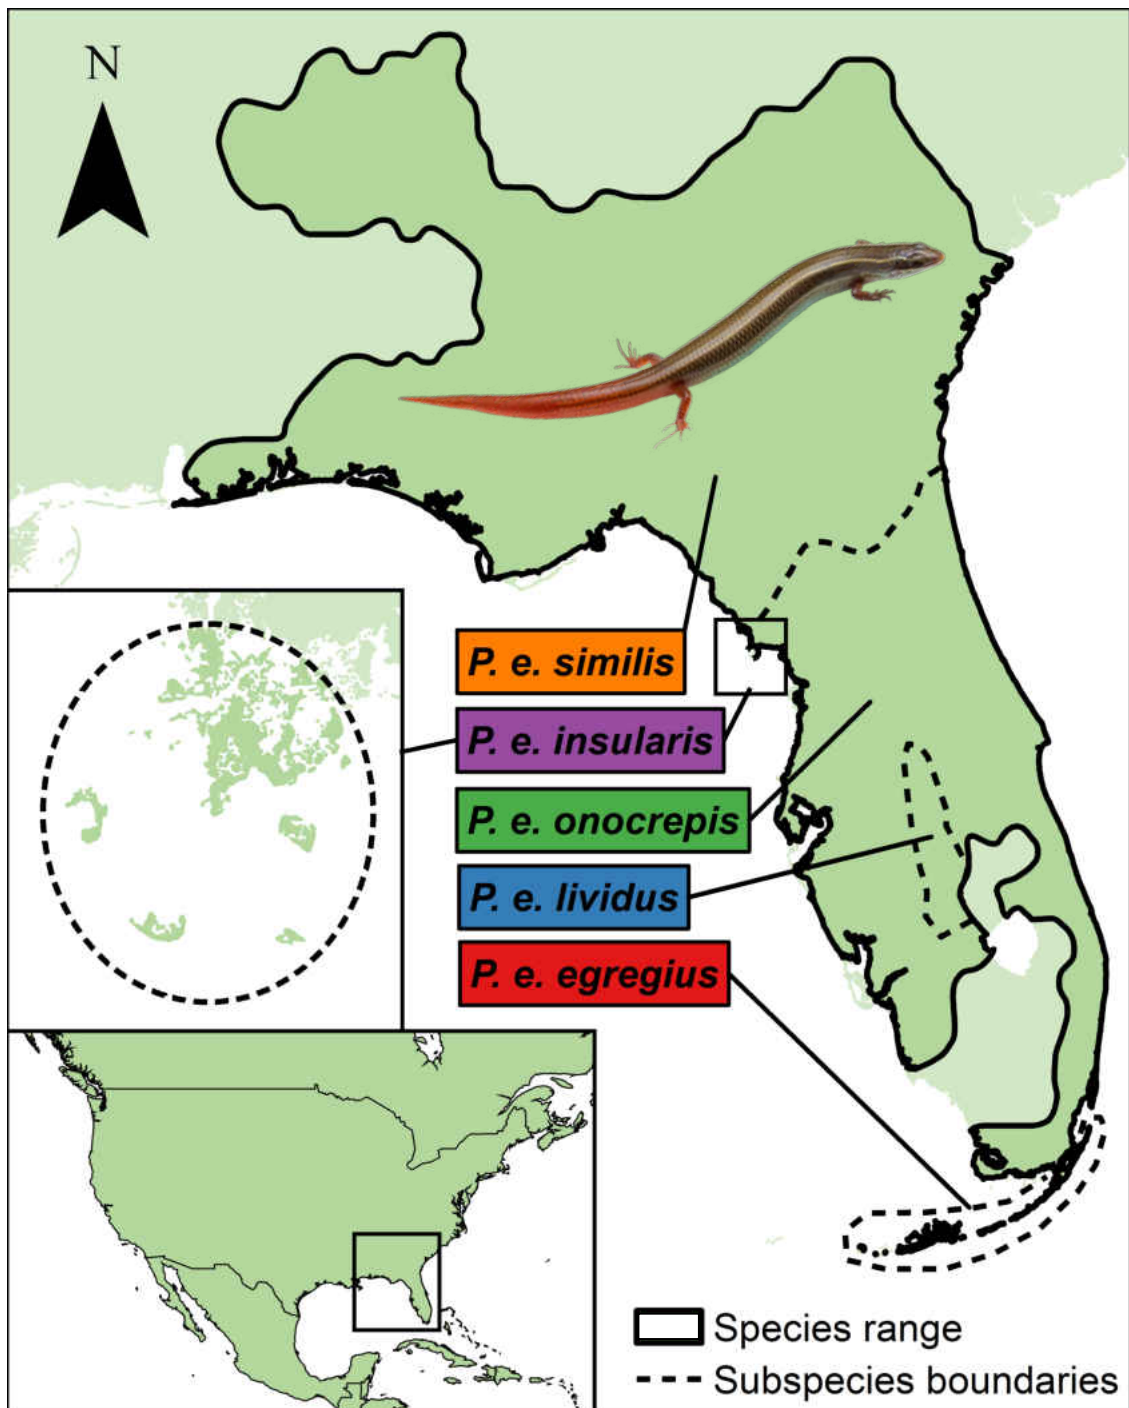 N
P. e. similis
P. e. insularis
P. e. onocrepis
P. e. lividus
P. e. egregius
Species range
Subspecies boundaries